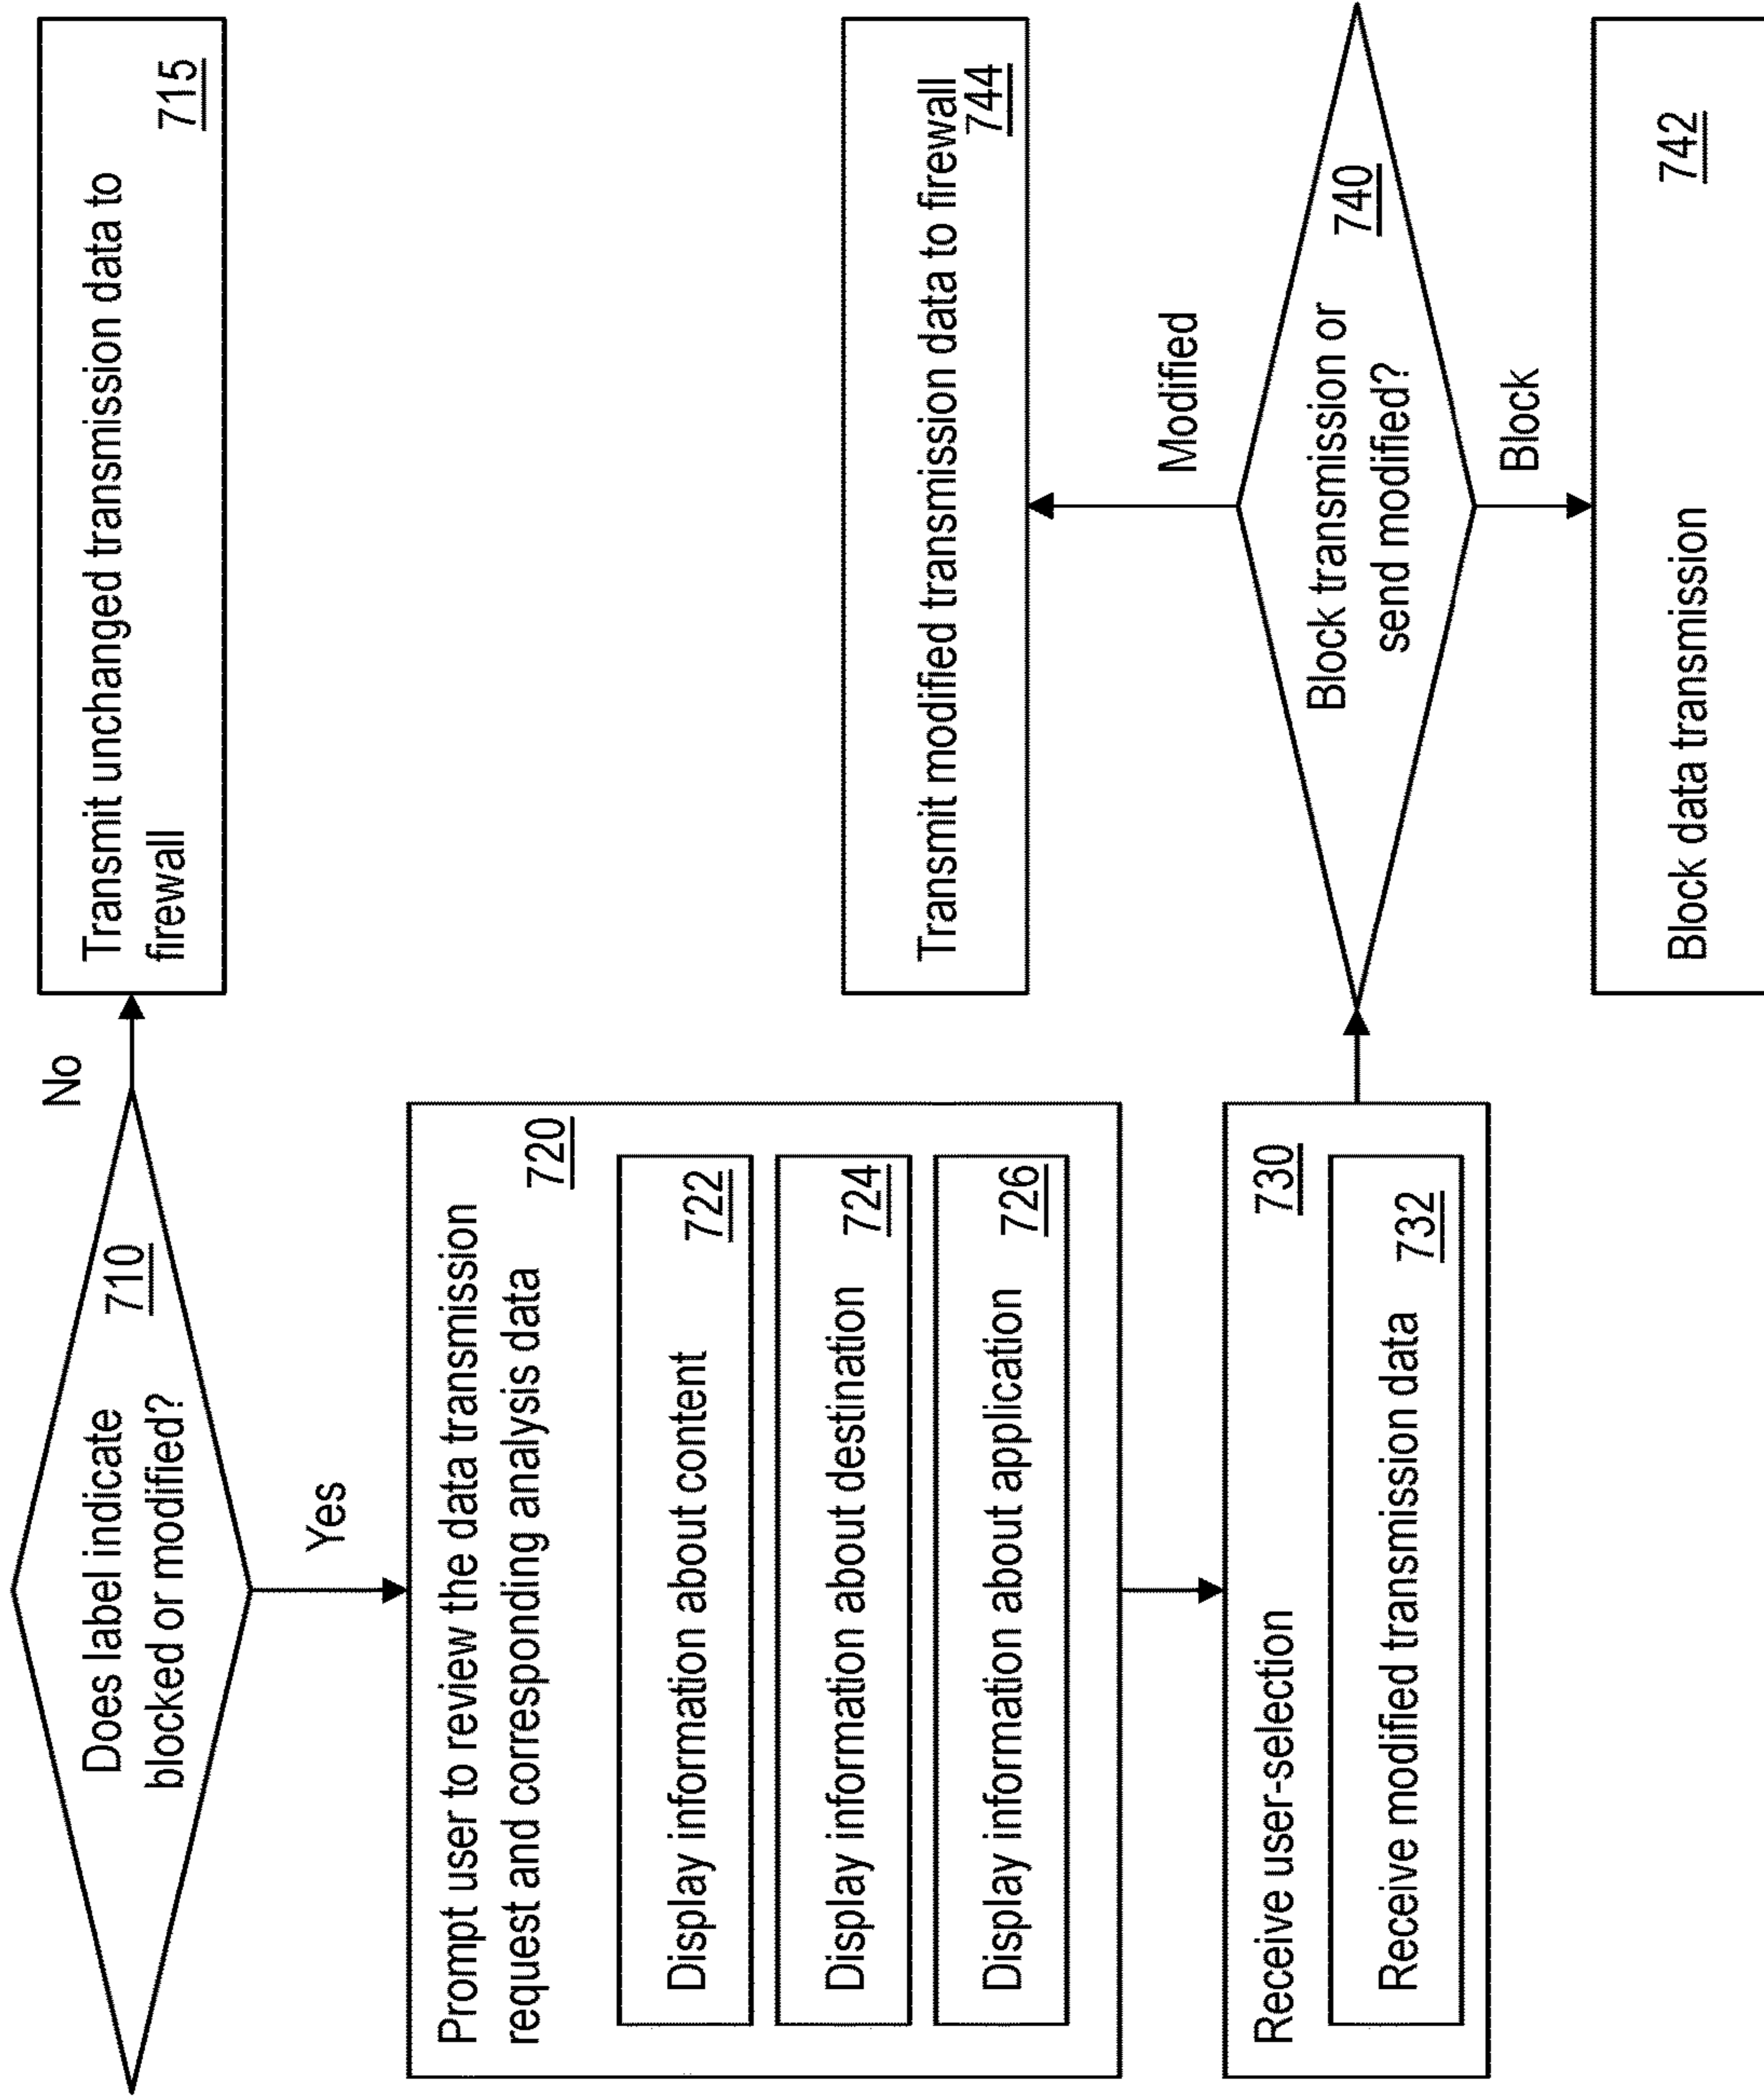 Does label indicate
blocked or modified?
710
No
Transmit unchanged transmission data to
firewall
715
Yes
Prompt user to review the data transmission
request and corresponding analysis data
720
Display information about content
722
Display information about destination
724
Display information about application
726
Receive user-selection
730
Receive modified transmission data
732
Transmit modified transmission data to firewall
744
Modified
Block transmission or
send modified?
740
Block
Block data transmission
742